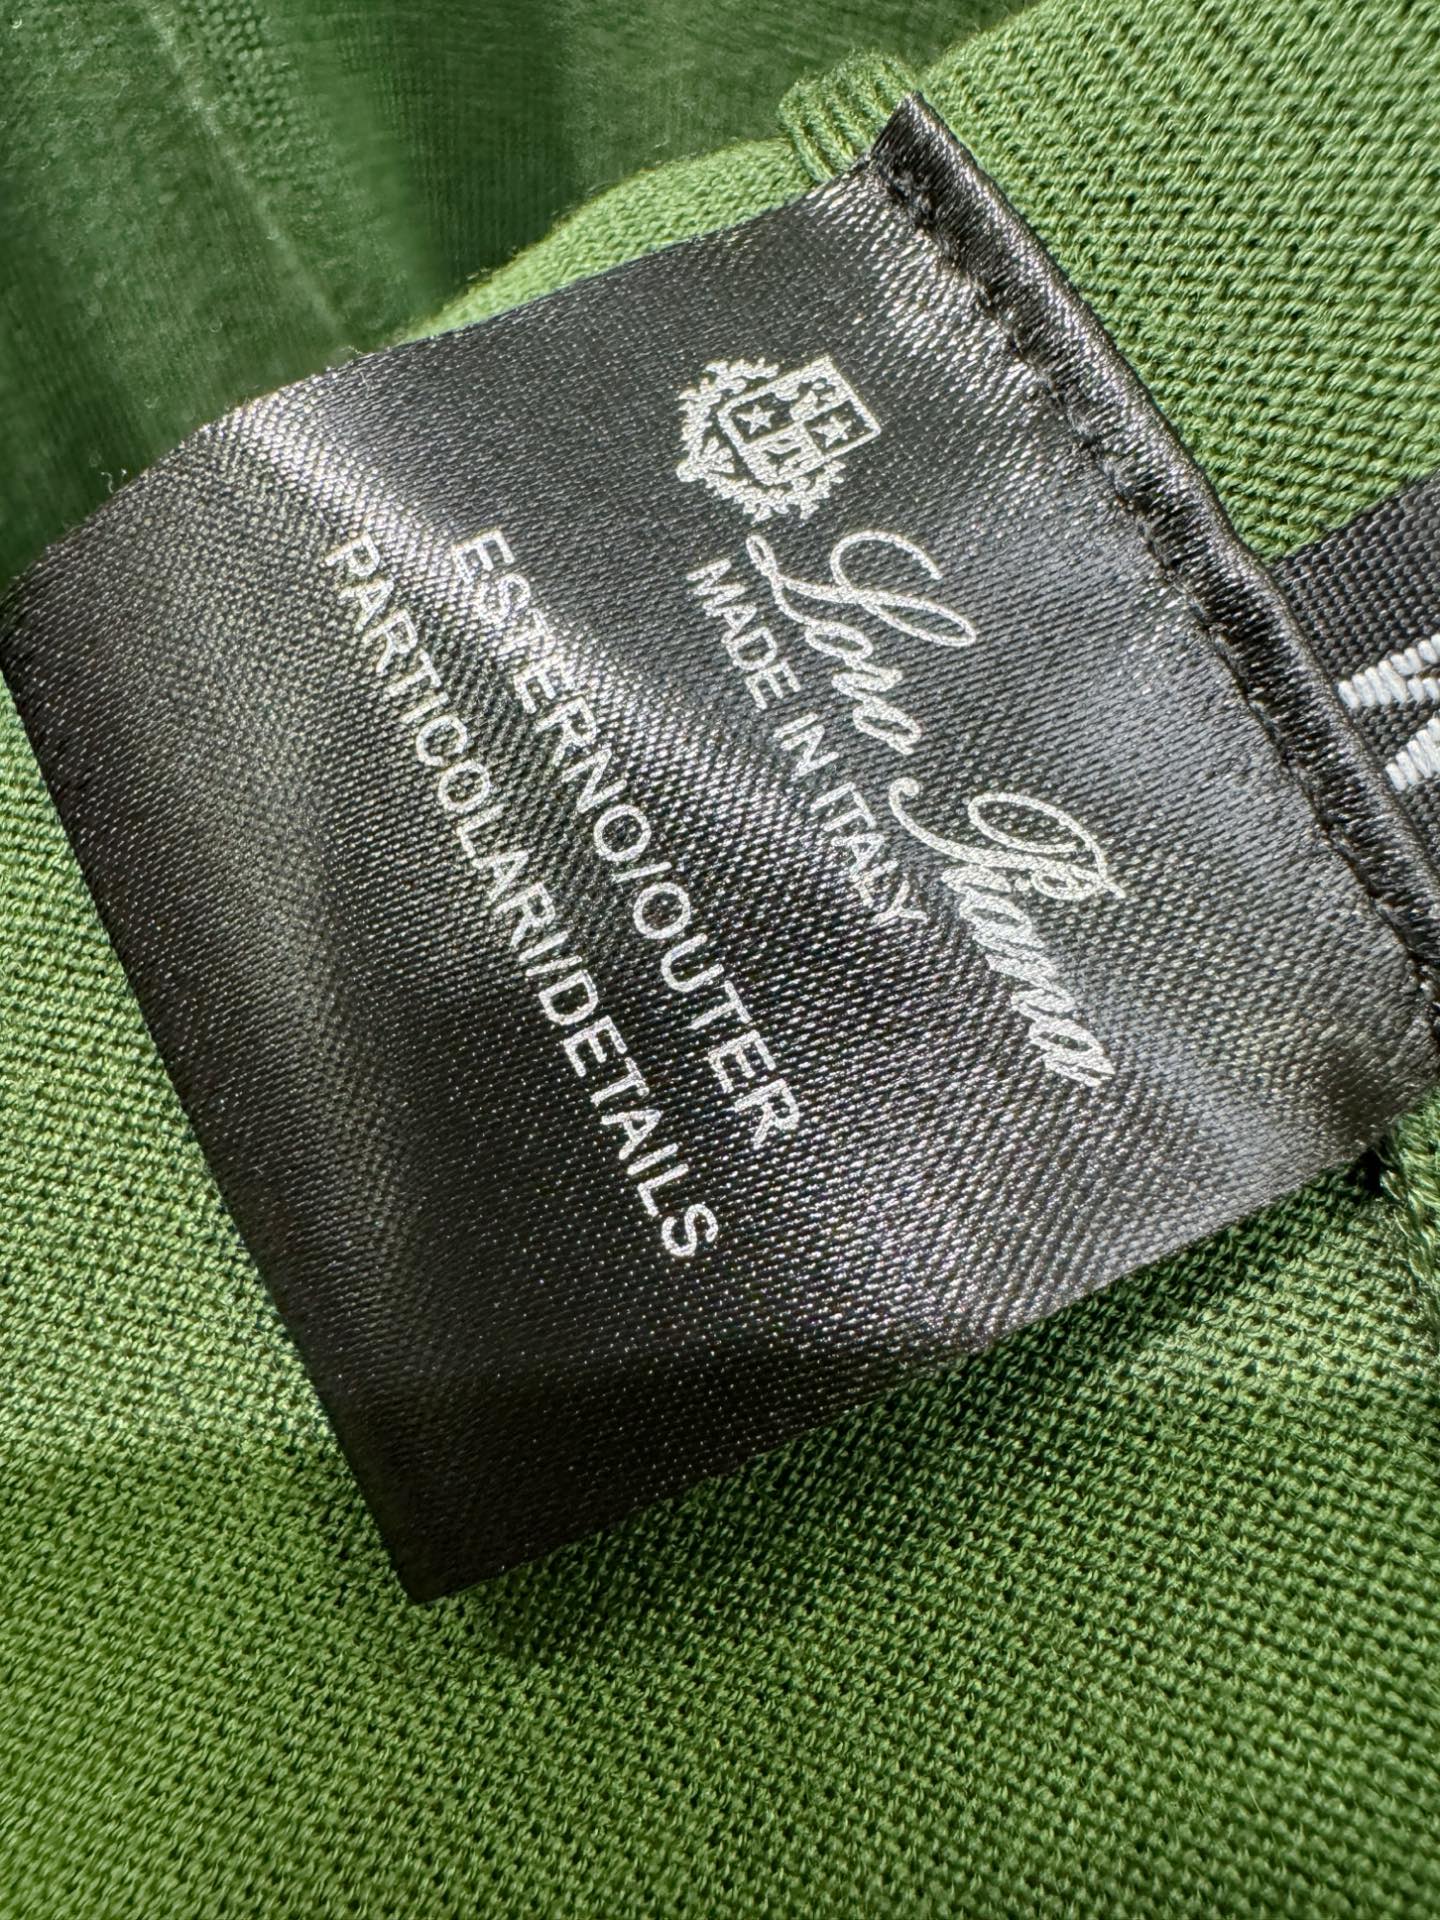 Loro Piana
MADE IN ITALY
ESTERNO/OUTER
PARTICOLARI/DETAILS